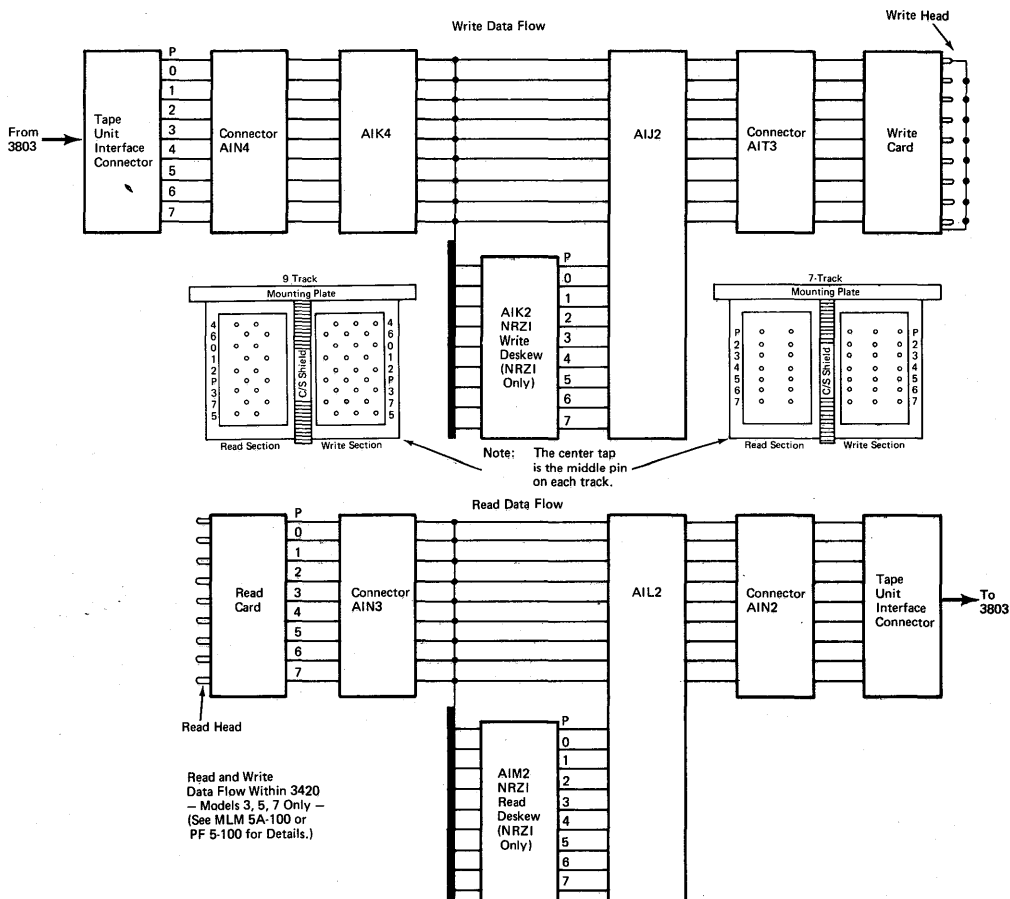 Write Data Flow
Write Head
From
3803
Tape
Unit
Interface
Connector
P
0
1
2
3
4
5
6
7
Connector
AIN4
AIK4
AIJ2
Connector
AIT3
Write
Card
AIK2
NRZI
Write
Deskew
(NRZI
Only)
P
0
1
2
3
4
5
6
7
9 Track
Mounting Plate
4
6
0
1
2
P
3
7
5
C/S Shield
4
6
0
1
2
P
3
7
5
Read Section
Write Section
7-Track
Mounting Plate
P
2
3
4
5
6
7
C/S Shield
P
2
3
4
5
6
7
Read Section
Write Section
Note: The center tap
is the middle pin
on each track.
Read Data Flow
Read
Card
P
0
1
2
3
4
5
6
7
Connector
AIN3
AIL2
Connector
AIN2
Tape
Unit
Interface
Connector
To
3803
Read Head
AIM2
NRZI
Read
Deskew
(NRZI
Only)
P
0
1
2
3
4
5
6
7
Read and Write
Data Flow Within 3420
— Models 3, 5, 7 Only —
(See MLM 5A-100 or
PF 5-100 for Details.)